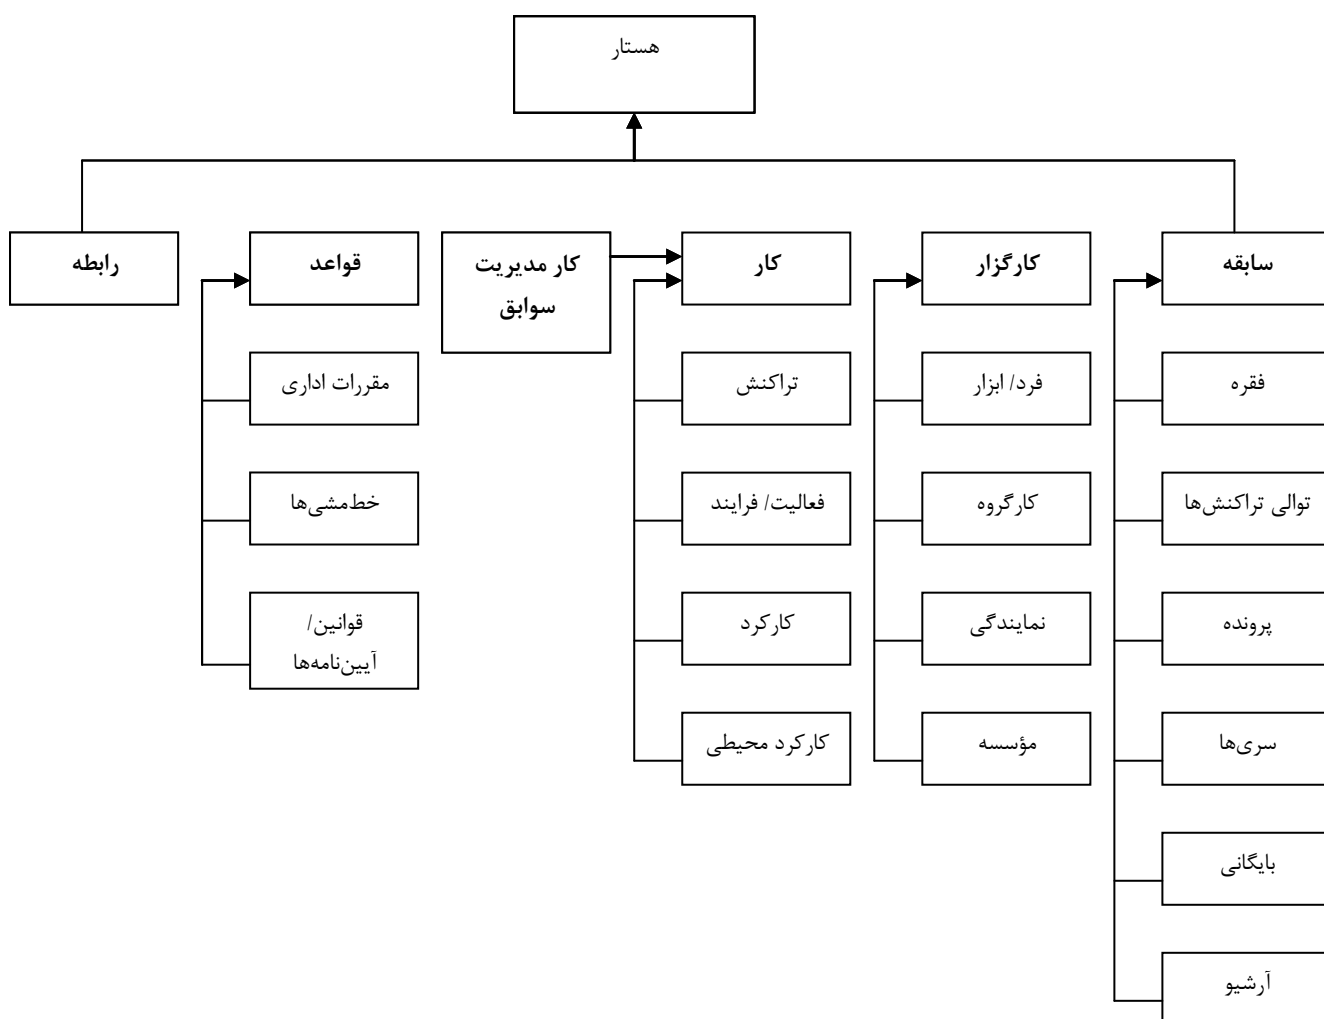 هستار
سابقه
کارگزار
کار
کار مدیریت
سوابق
قواعد
رابطه
فقره
فرد/ ابزار
تراکنش
مقررات اداری
توالی تراکنش‌ها
کارگروه
فعالیت/ فرایند
خط‌مشی‌ها
پرونده
نمایندگی
کارکرد
قوانین/
آیین‌نامه‌ها
سری‌ها
مؤسسه
کارکرد محیطی
بایگانی
آرشیو